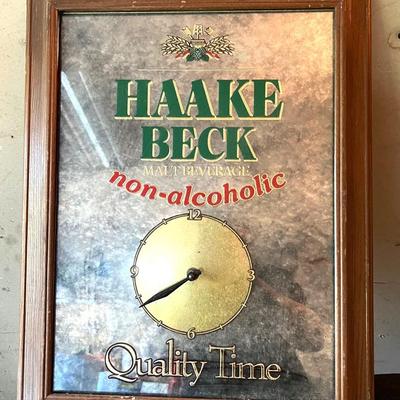 HAAKE
BECK
MALT BEVERAGE
non-alcoholic
12
9 3
6
Quality Time